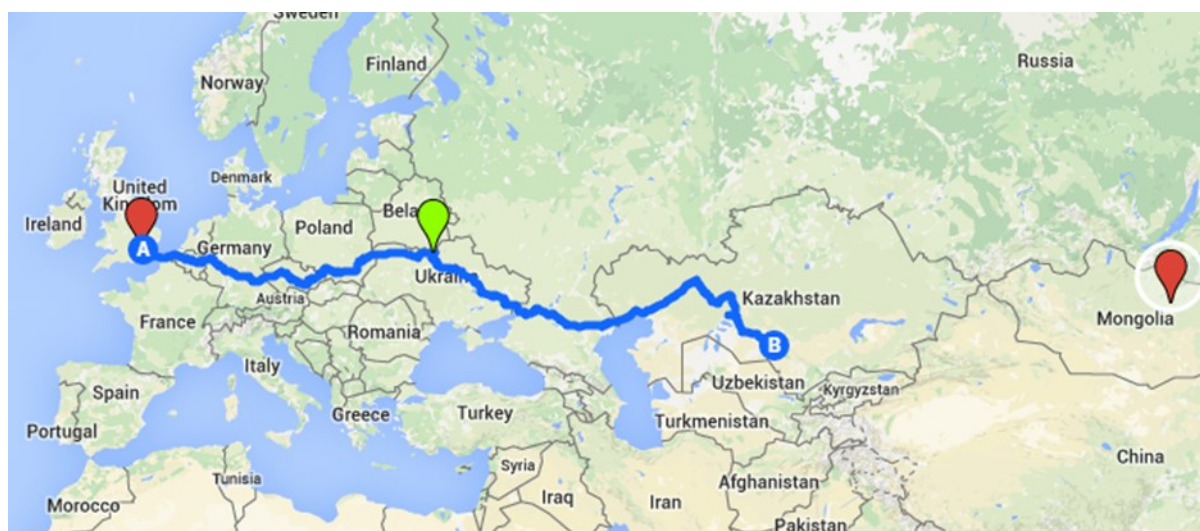 Sweden
Finland
Norway
Russia
Denmark
United
Kingdom
Ireland
Bela
Poland
A
Germany
Ukraine
Austria
Kazakhstan
France
Mongolia
Romania
B
Italy
Uzbekistan
Kyrgyzstan
Spain
Greece
Turkey
Turkmenistan
Portugal
China
Syria
Tunisia
Afghanistan
Iraq
Iran
Morocco
Pakistan